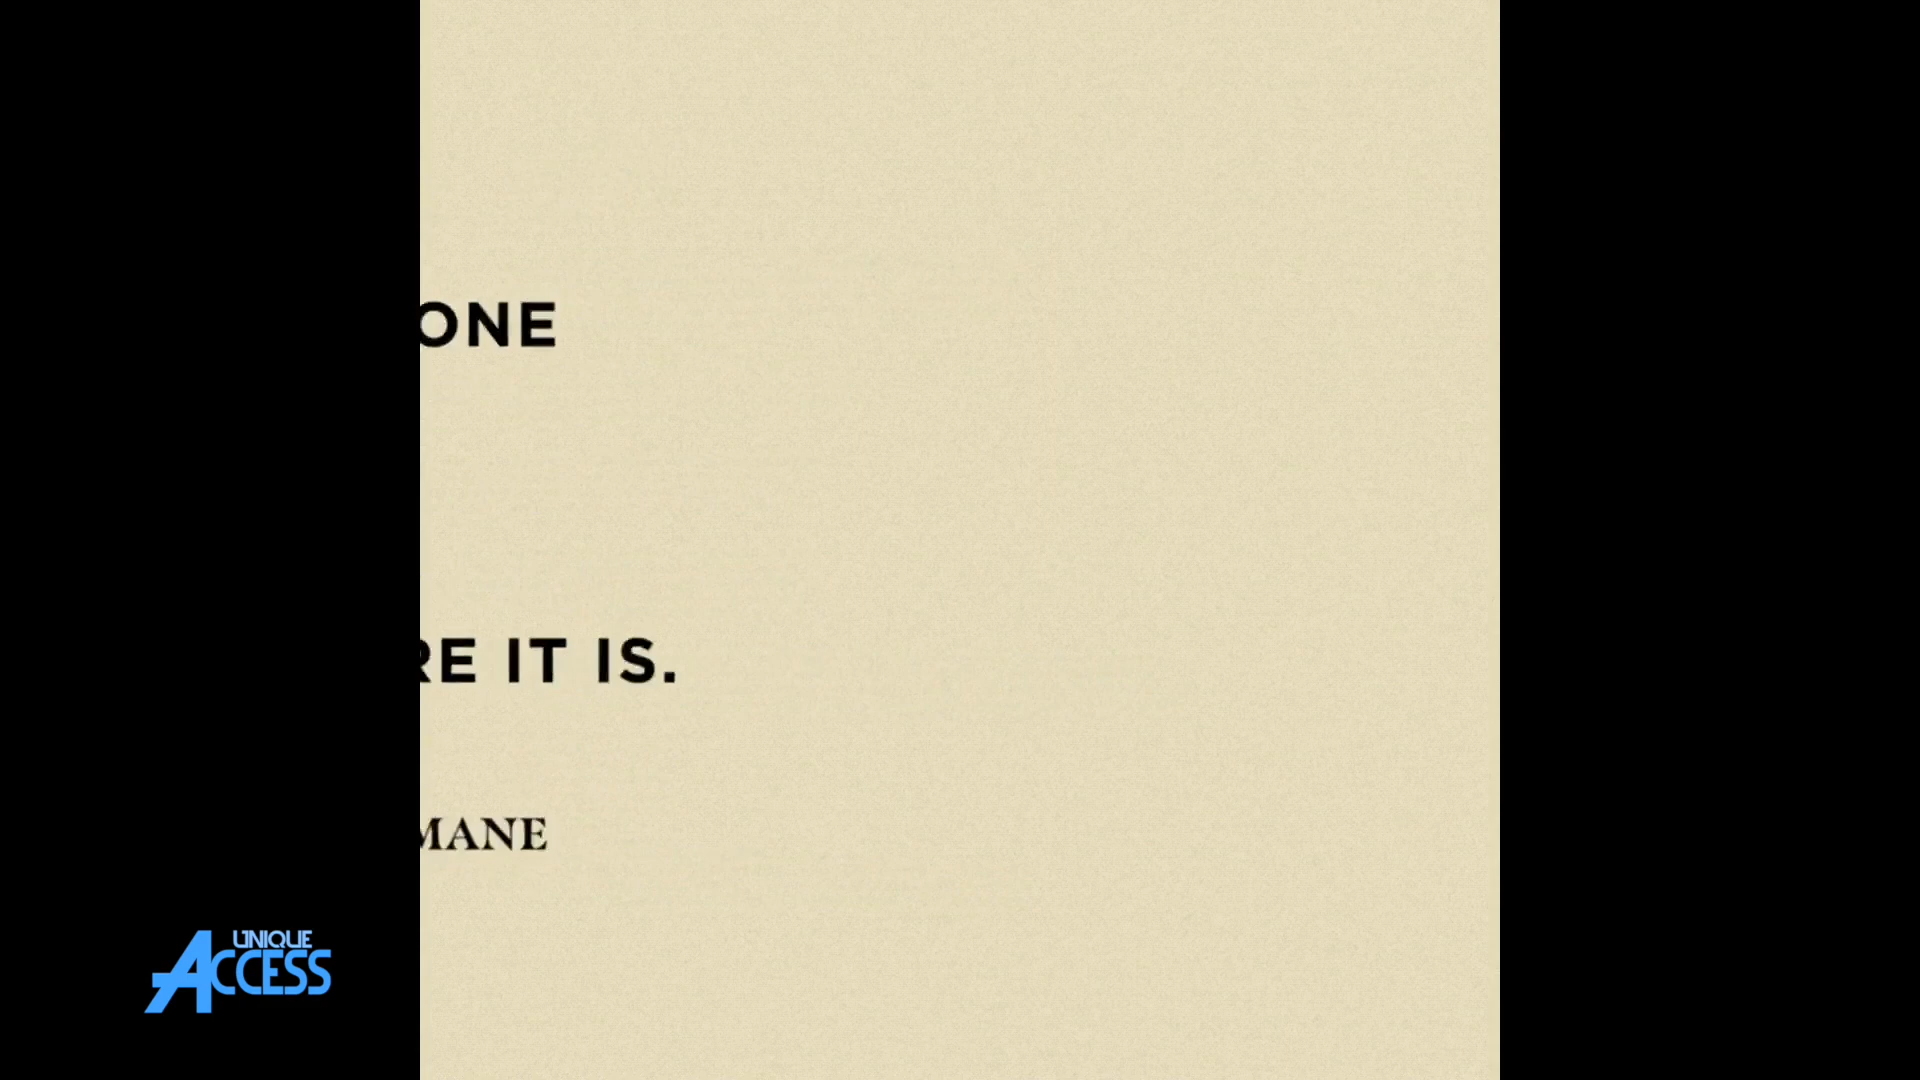 ONE
RE IT IS.
MANE
UNIQUE
ACCESS